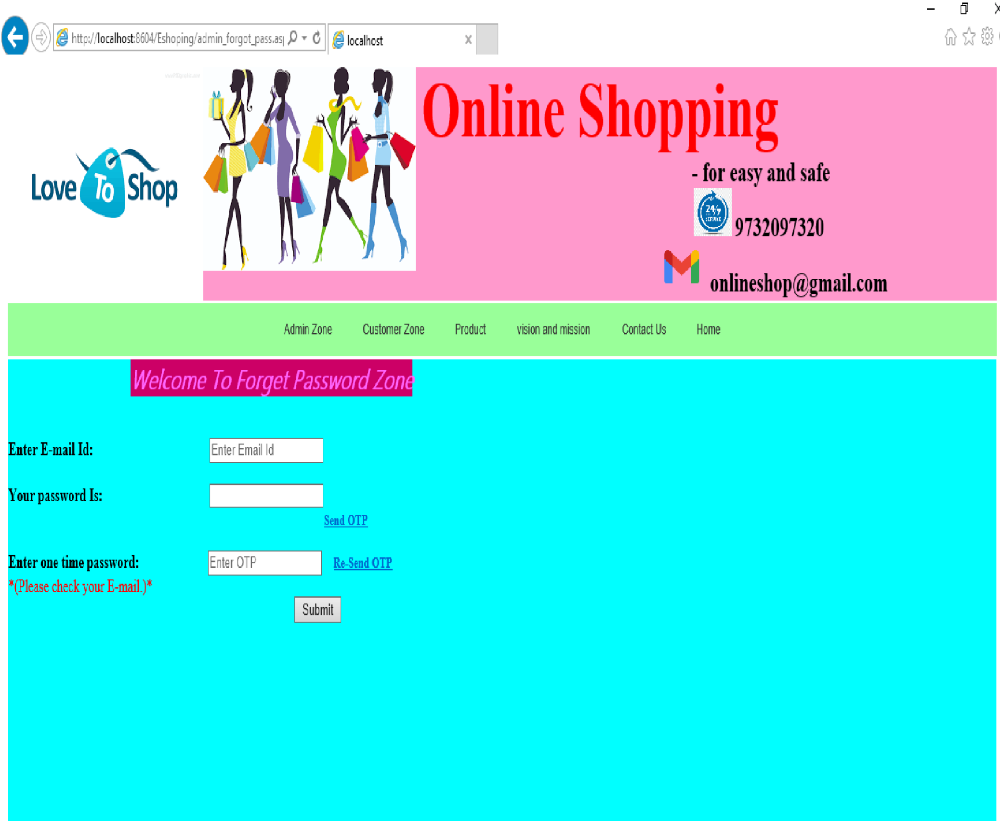 http://localhost:8604/Eshoping/admin_forgot_pass.as
localhost
Online Shopping
- for easy and safe
Love To Shop
24/7
SERVICE
9732097320
onlineshop@gmail.com
Admin Zone Customer Zone Product vision and mission Contact Us Home
Welcome To Forget Password Zone
Enter E-mail Id: Enter Email Id
Your password Is:
Send OTP
Enter one time password: Enter OTP Re-Send OTP
*(Please check your E-mail.)*
Submit